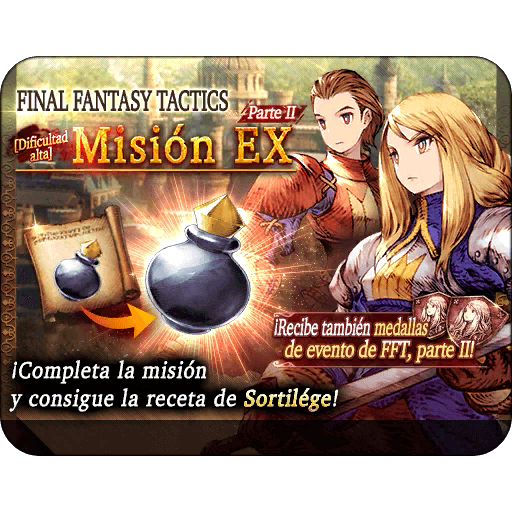 FINAL FANTASY TACTICS
Parte II
[Dificultad
alta]
Misión EX
¡Recibe también medallas
de evento de FFT, parte II!
¡Completa la misión
y consigue la receta de Sortilége!